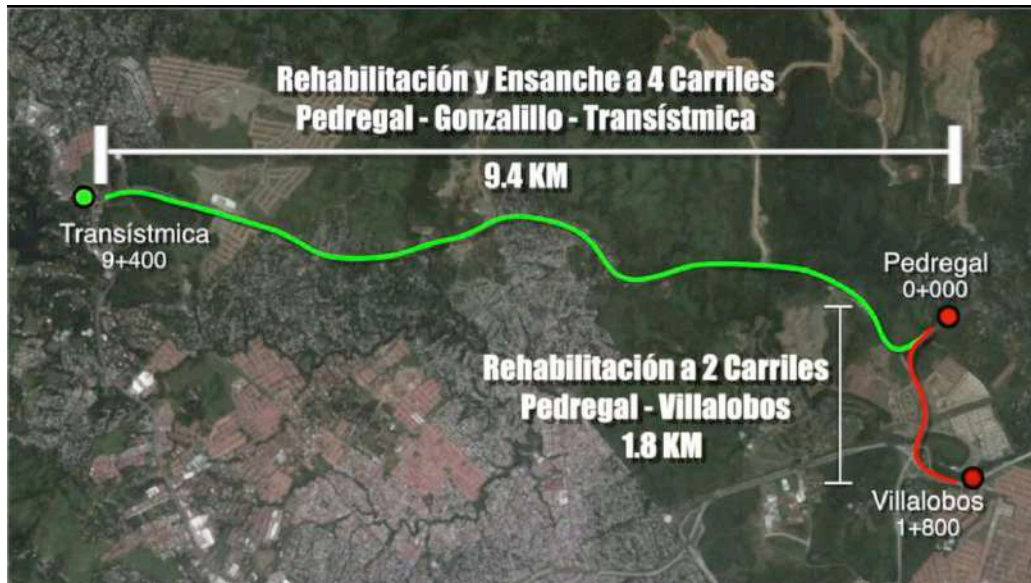 Rehabilitación y Ensanche a 4 Carriles
Pedregal - Gonzalillo - Transístmica
9.4 KM
Transístmica
9+400
Pedregal
0+000
Rehabilitación a 2 Carriles
Pedregal - Villalobos
1.8 KM
Villalobos
1+800